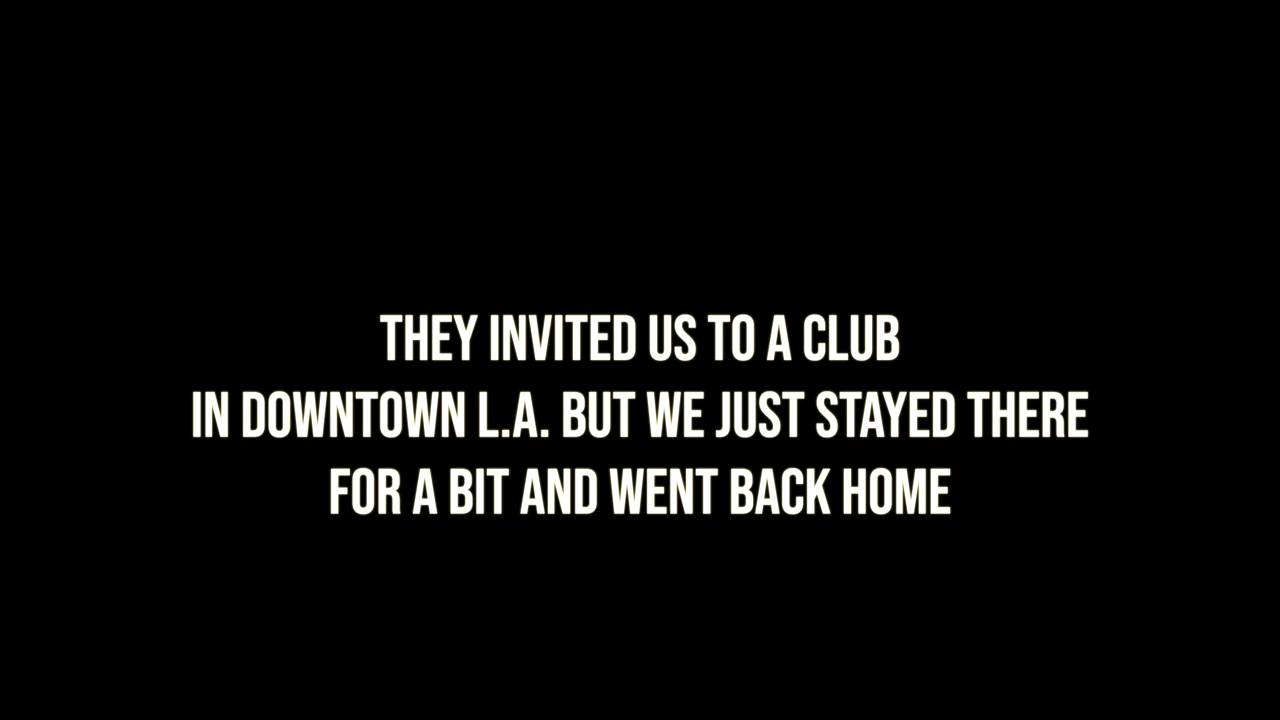 THEY INVITED US TO A CLUB
IN DOWNTOWN L.A. BUT WE JUST STAYED THERE
FOR A BIT AND WENT BACK HOME